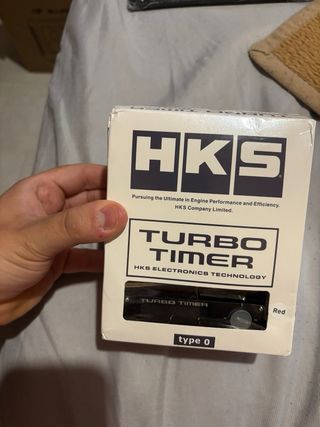 HKS
Pursuing the Ultimate in Engine Performance and Efficiency.
HKS Company Limited.
TURBO
TIMER
HKS ELECTRONICS TECHNOLOGY
TURBO TIMER
Red
type 0